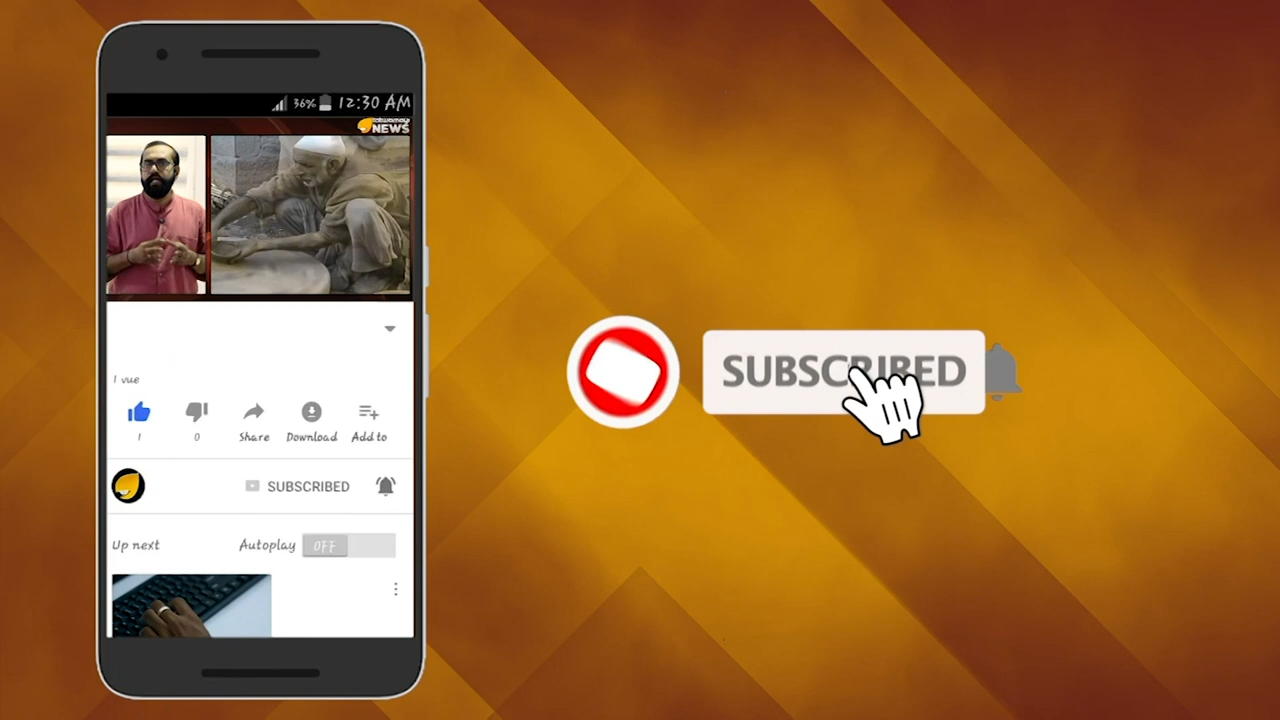 36% 12:30 AM
NEWS
1 vue
1
0
Share
Download
Add to
SUBSCRIBED
Up next
Autoplay
OFF
SUBSCRIBED